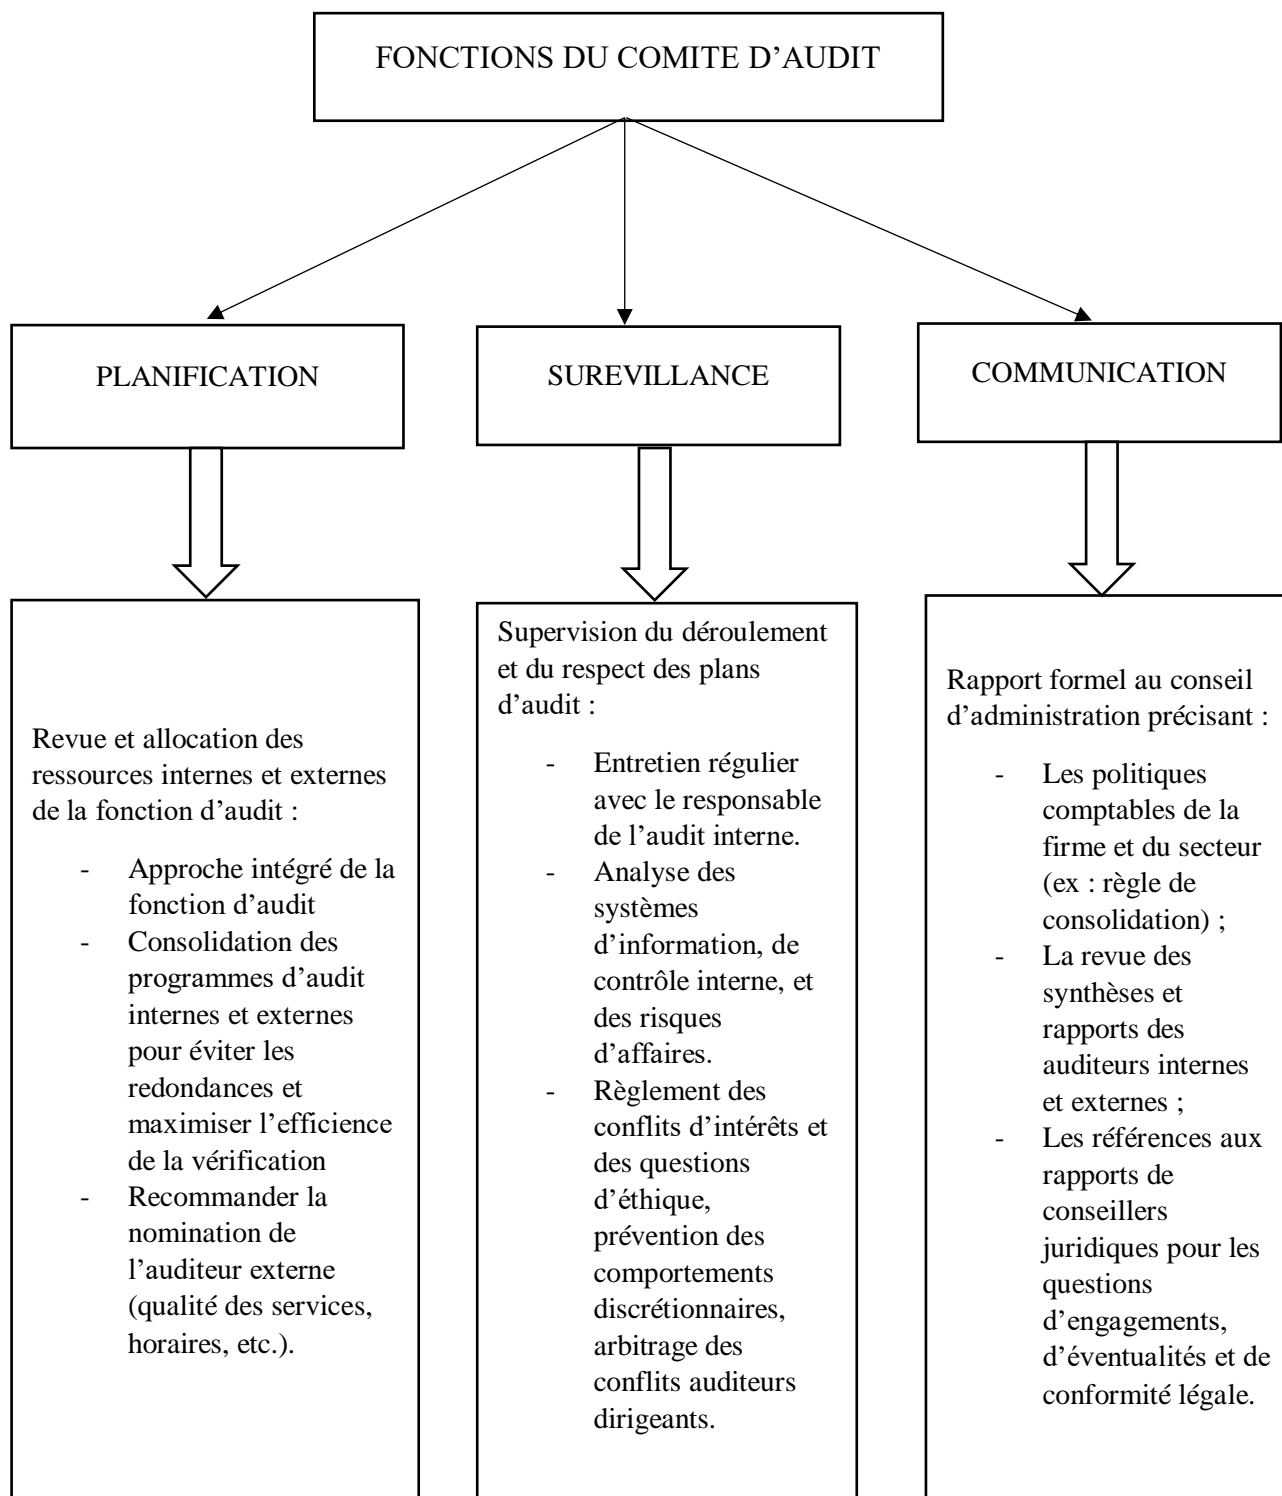 FONCTIONS DU COMITE D’AUDIT
PLANIFICATION
SUREVILLANCE
COMMUNICATION
Revue et allocation des
ressources internes et externes
de la fonction d’audit :
- Approche intégré de la
fonction d’audit
- Consolidation des
programmes d’audit
internes et externes
pour éviter les
redondances et
maximiser l’efficience
de la vérification
- Recommander la
nomination de
l’auditeur externe
(qualité des services,
horaires, etc.).
Supervision du déroulement
et du respect des plans
d’audit :
- Entretien régulier
avec le responsable
de l’audit interne.
- Analyse des
systèmes
d’information, de
contrôle interne, et
des risques
d’affaires.
- Règlement des
conflits d’intérêts et
des questions
d’éthique,
prévention des
comportements
discrétionnaires,
arbitrage des
conflits auditeurs
dirigeants.
Rapport formel au conseil
d’administration précisant :
- Les politiques
comptables de la
firme et du secteur
(ex : règle de
consolidation) ;
- La revue des
synthèses et
rapports des
auditeurs internes
et externes ;
- Les références aux
rapports de
conseillers
juridiques pour les
questions
d’engagements,
d’éventualités et de
conformité légale.